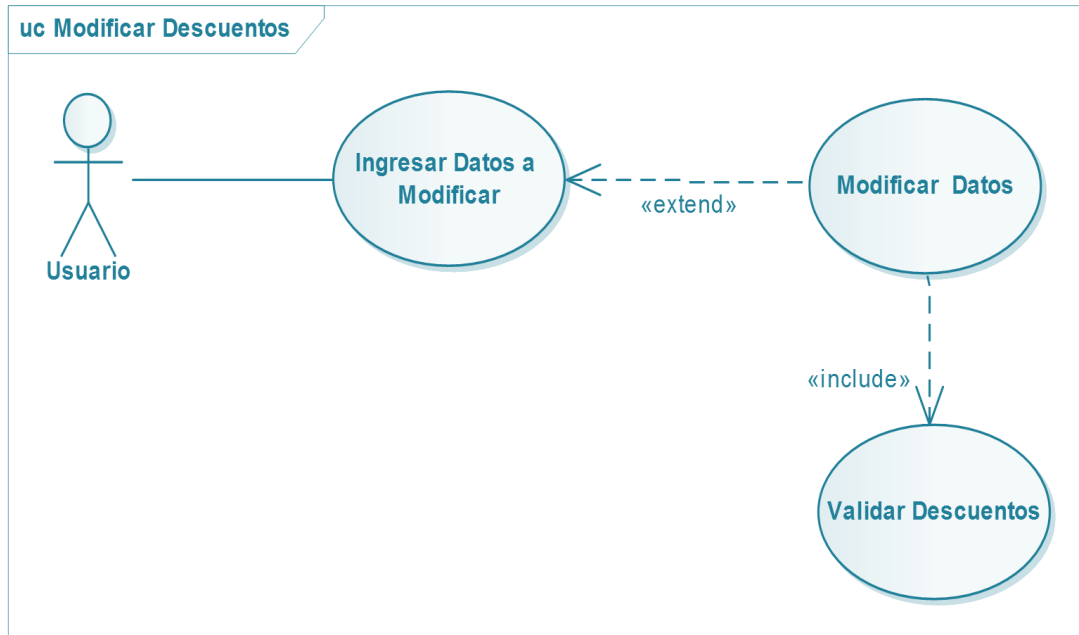 uc Modificar Descuentos
Ingresar Datos a
Modificar
Modificar Datos
«extend»
Usuario
«include»
Validar Descuentos